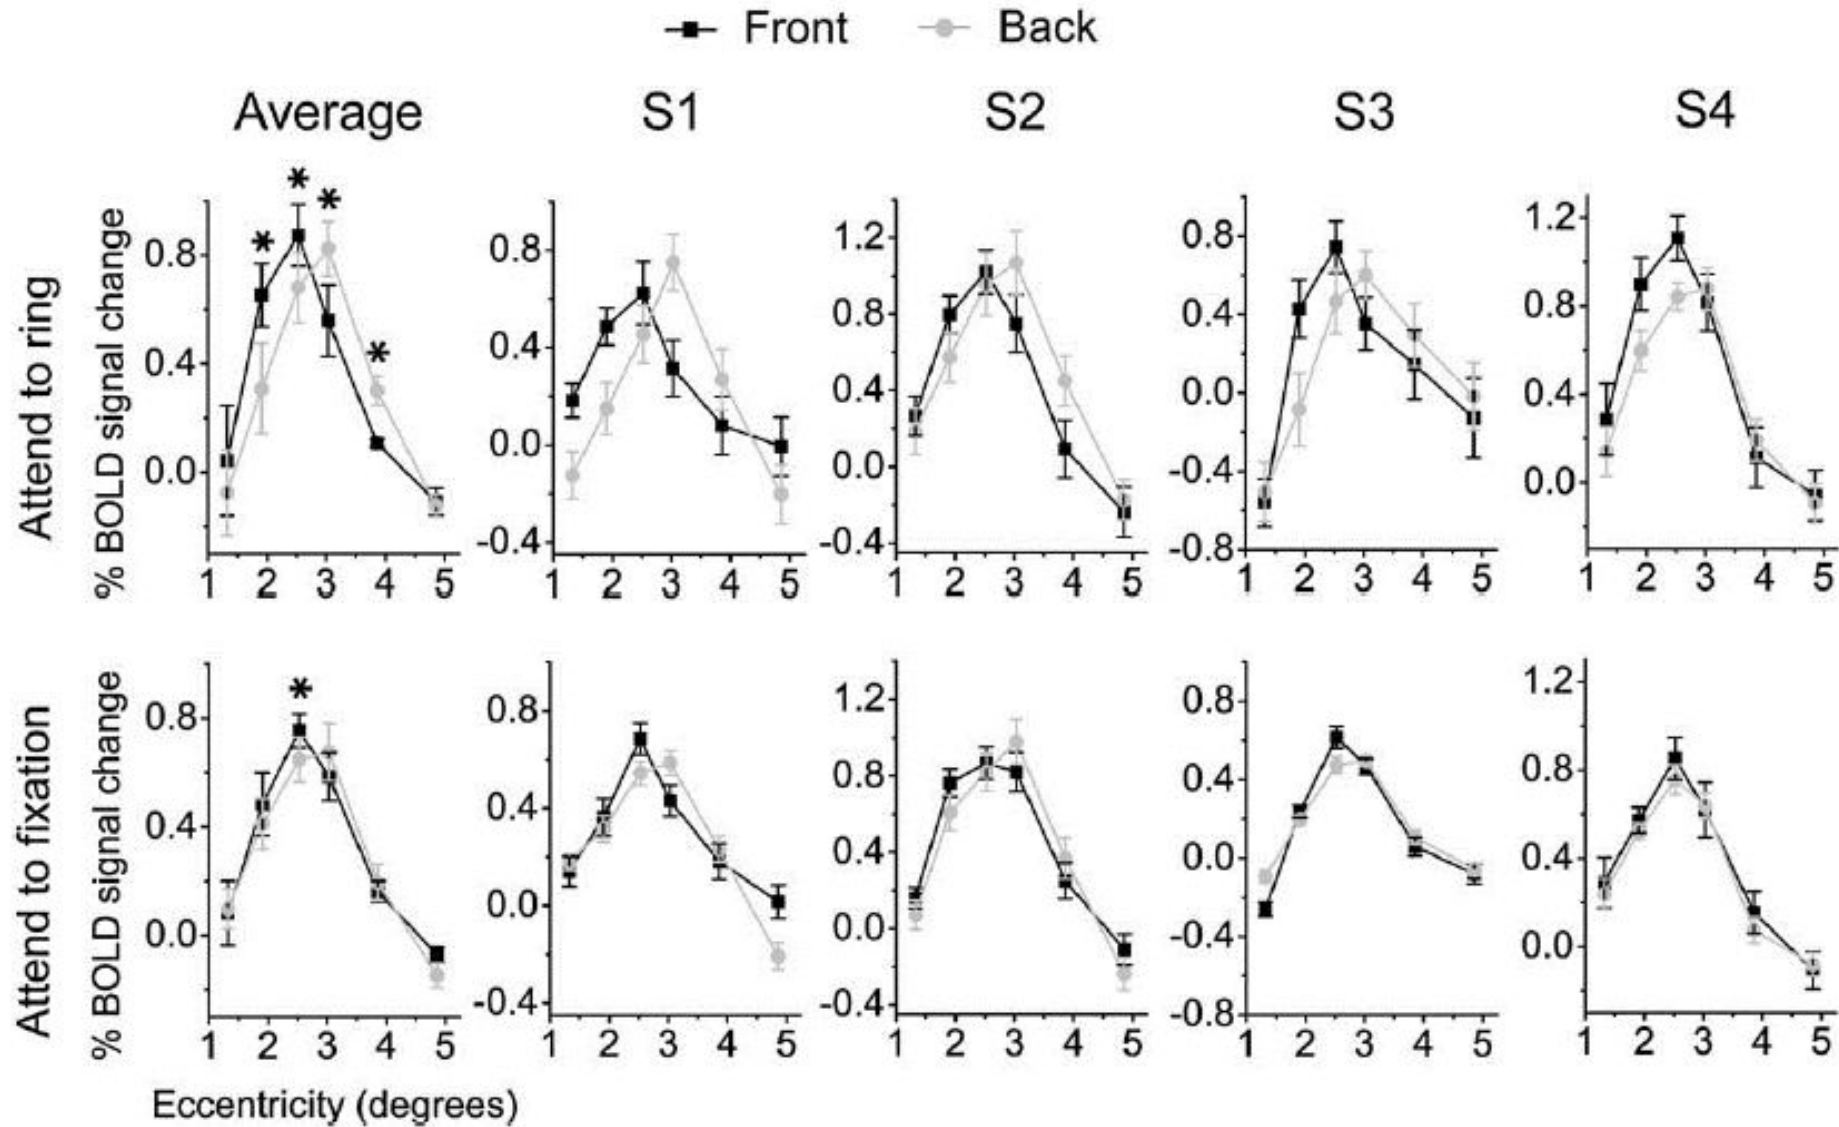 Front Back
Average S1 S2 S3 S4
* * * *
Attend to ring
% BOLD signal change
0.8
0.4
0.0
1 2 3 4 5
0.8
0.4
0.0
-0.4
1 2 3 4 5
1.2
0.8
0.4
0.0
-0.4
1 2 3 4 5
0.8
0.4
0.0
-0.4
-0.8
1 2 3 4 5
1.2
0.8
0.4
0.0
1 2 3 4 5
*
Attend to fixation
% BOLD signal change
0.8
0.4
0.0
1 2 3 4 5
0.8
0.4
0.0
-0.4
1 2 3 4 5
1.2
0.8
0.4
0.0
-0.4
1 2 3 4 5
0.8
0.4
0.0
-0.4
-0.8
1 2 3 4 5
1.2
0.8
0.4
0.0
1 2 3 4 5
Eccentricity (degrees)